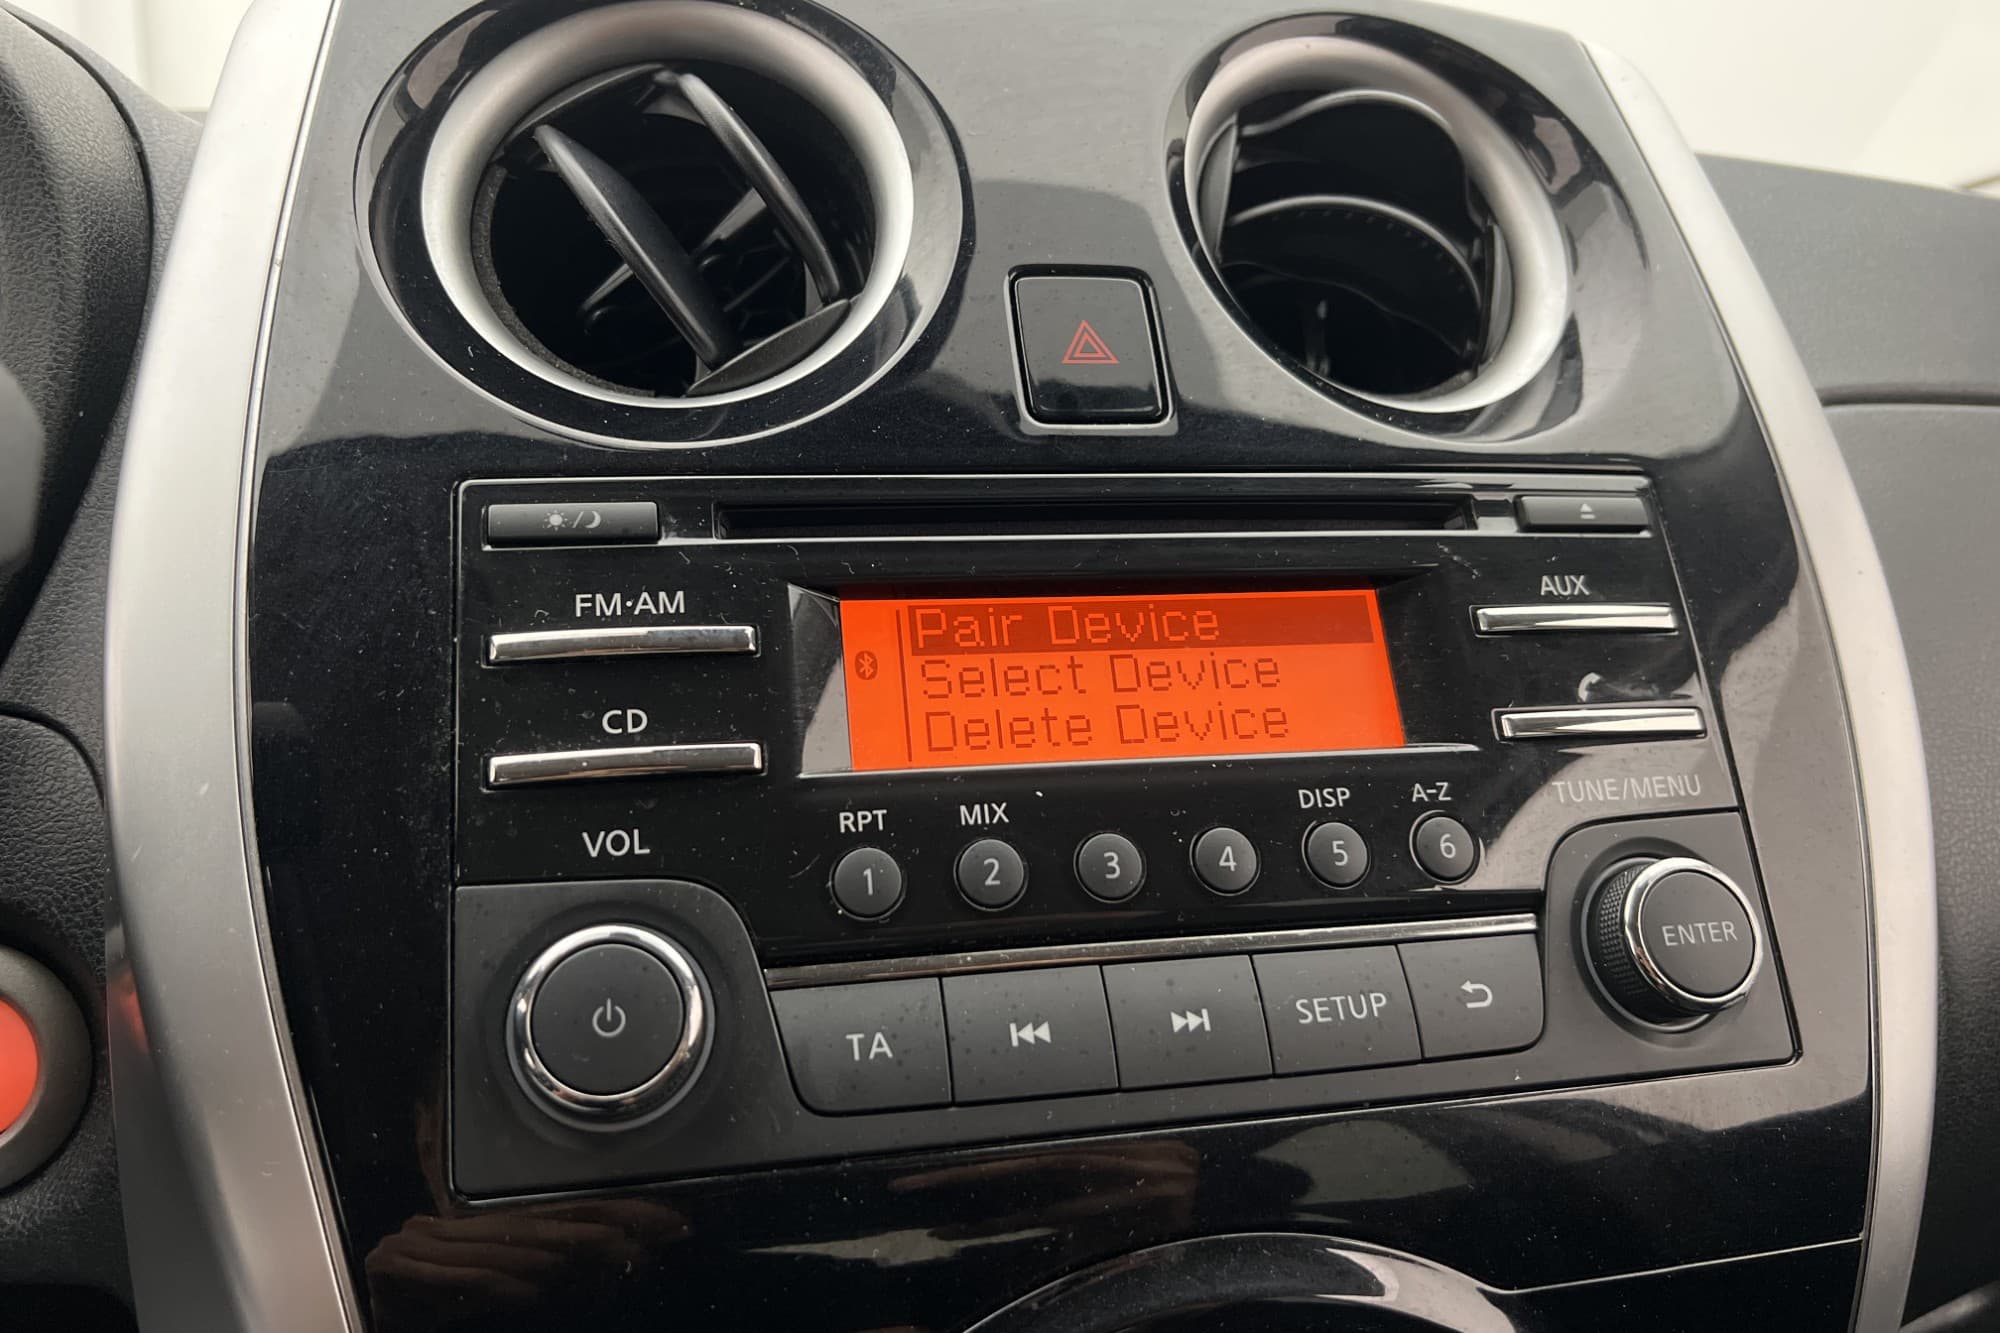 FM·AM
CD
VOL
Pair Device
Select Device
Delete Device
AUX
TUNE/MENU
RPT
MIX
DISP
A-Z
1
2
3
4
5
6
TA
SETUP
ENTER